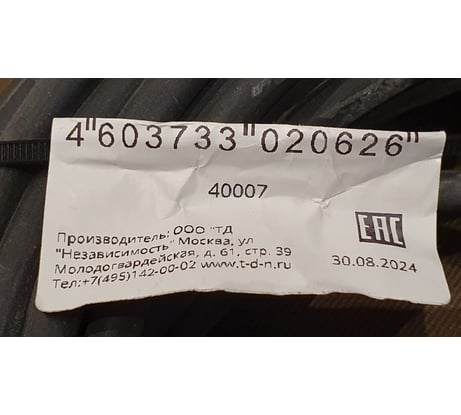 4"603733"020626"
40007
Производитель: ООО "ТД
"Независимость" Москва, ул
Молодогвардейская, д. 61, стр. 39
Тел:+7(495)142-00-02 www.t-d-n.ru
EAC
30.08.2024